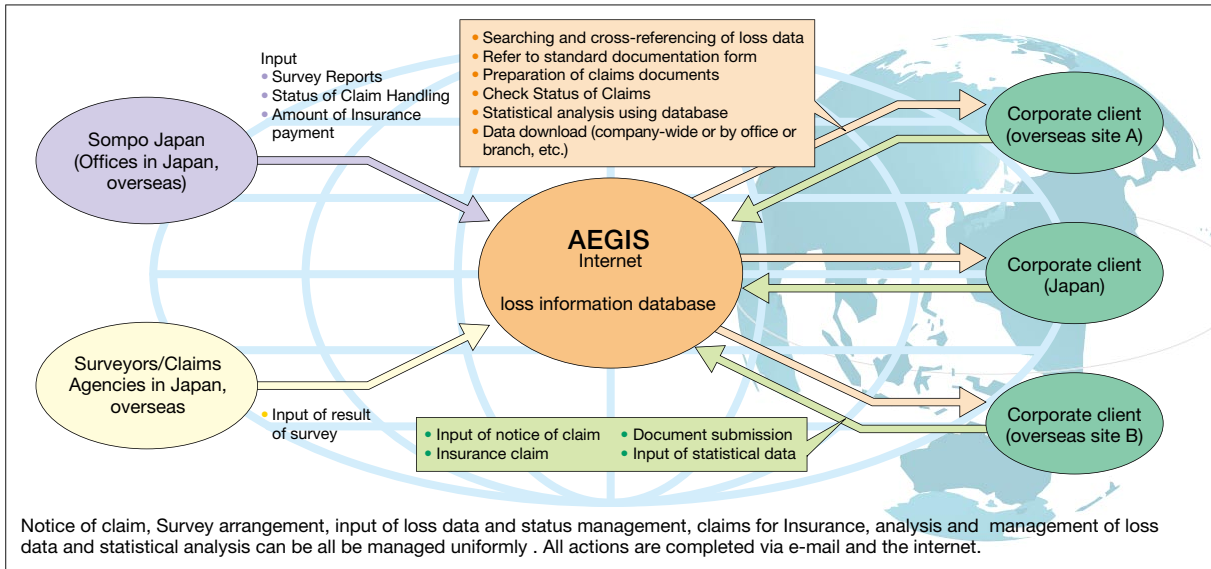 Input
• Survey Reports
• Status of Claim Handling
• Amount of Insurance
payment
• Searching and cross-referencing of loss data
• Refer to standard documentation form
• Preparation of claims documents
• Check Status of Claims
• Statistical analysis using database
• Data download (company-wide or by office or
branch, etc.)
Sompo Japan
(Offices in Japan,
overseas)
Corporate client
(overseas site A)
AEGIS
Internet
loss information database
Corporate client
(Japan)
Surveyors/Claims
Agencies in Japan,
overseas
• Input of result
of survey
• Input of notice of claim
• Insurance claim
• Document submission
• Input of statistical data
Corporate client
(overseas site B)
Notice of claim, Survey arrangement, input of loss data and status management, claims for Insurance, analysis and management of loss
data and statistical analysis can be all be managed uniformly . All actions are completed via e-mail and the internet.